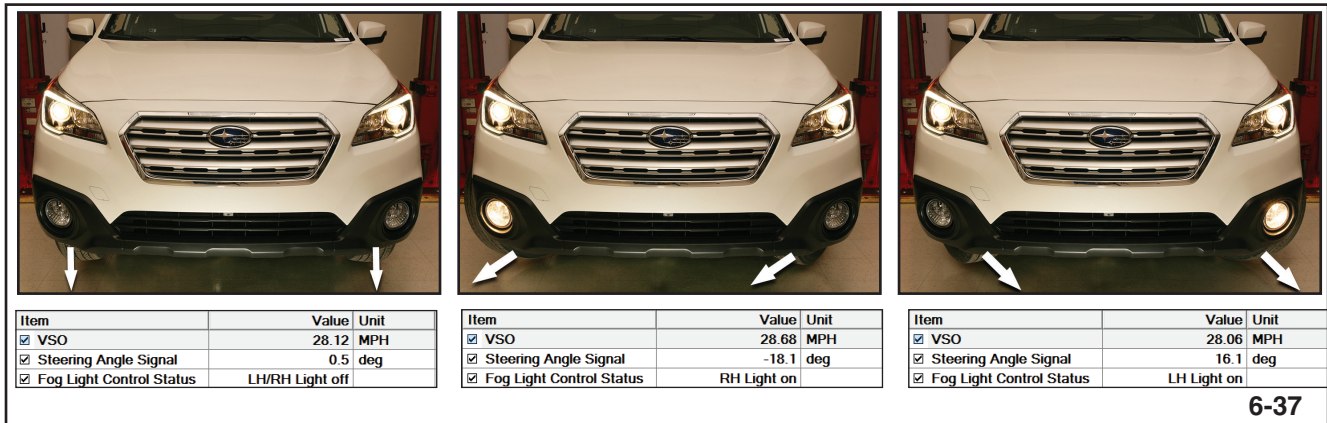 Item Value Unit
VSO 28.12 MPH
Steering Angle Signal 0.5 deg
Fog Light Control Status LH/RH Light off
Item Value Unit
VSO 28.68 MPH
Steering Angle Signal -18.1 deg
Fog Light Control Status RH Light on
Item Value Unit
VSO 28.06 MPH
Steering Angle Signal 16.1 deg
Fog Light Control Status LH Light on
6-37